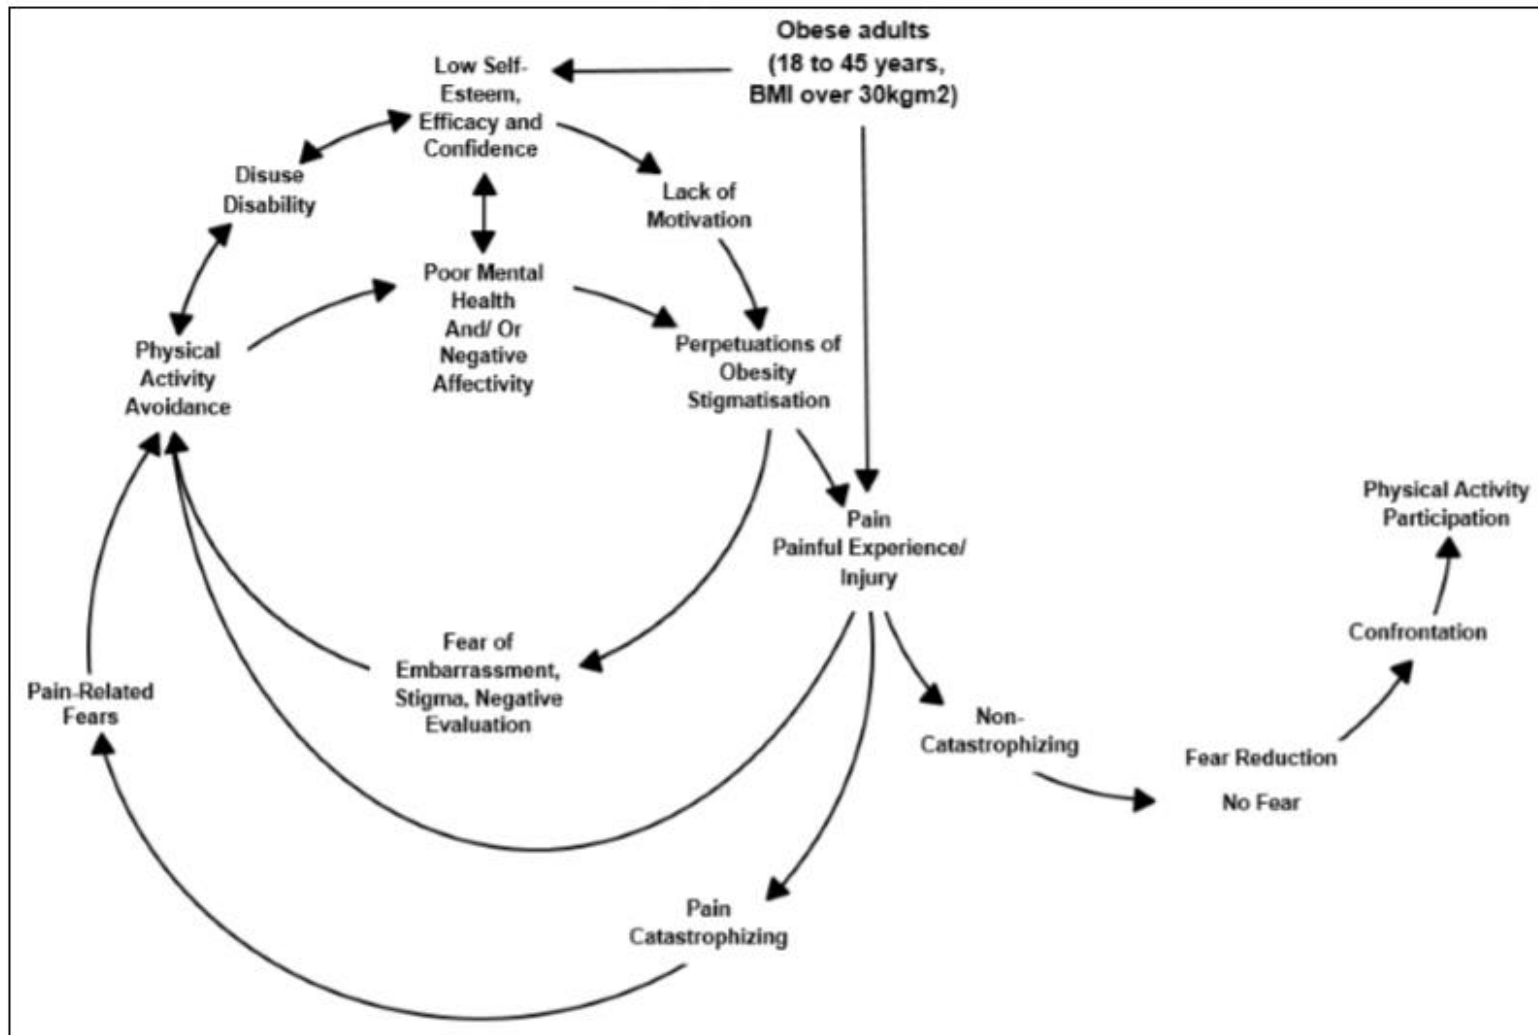 Obese adults
(18 to 45 years,
BMI over 30kgm2)
Low Self-
Esteem,
Efficacy and
Confidence
Disuse
Disability
Lack of
Motivation
Poor Mental
Health
And/ Or
Negative
Affectivity
Physical
Activity
Avoidance
Perpetuations of
Obesity
Stigmatisation
Pain
Painful Experience/
Injury
Physical Activity
Participation
Confrontation
Fear of
Embarrassment,
Stigma, Negative
Evaluation
Pain-Related
Fears
Non-
Catastrophizing
Fear Reduction
No Fear
Pain
Catastrophizing